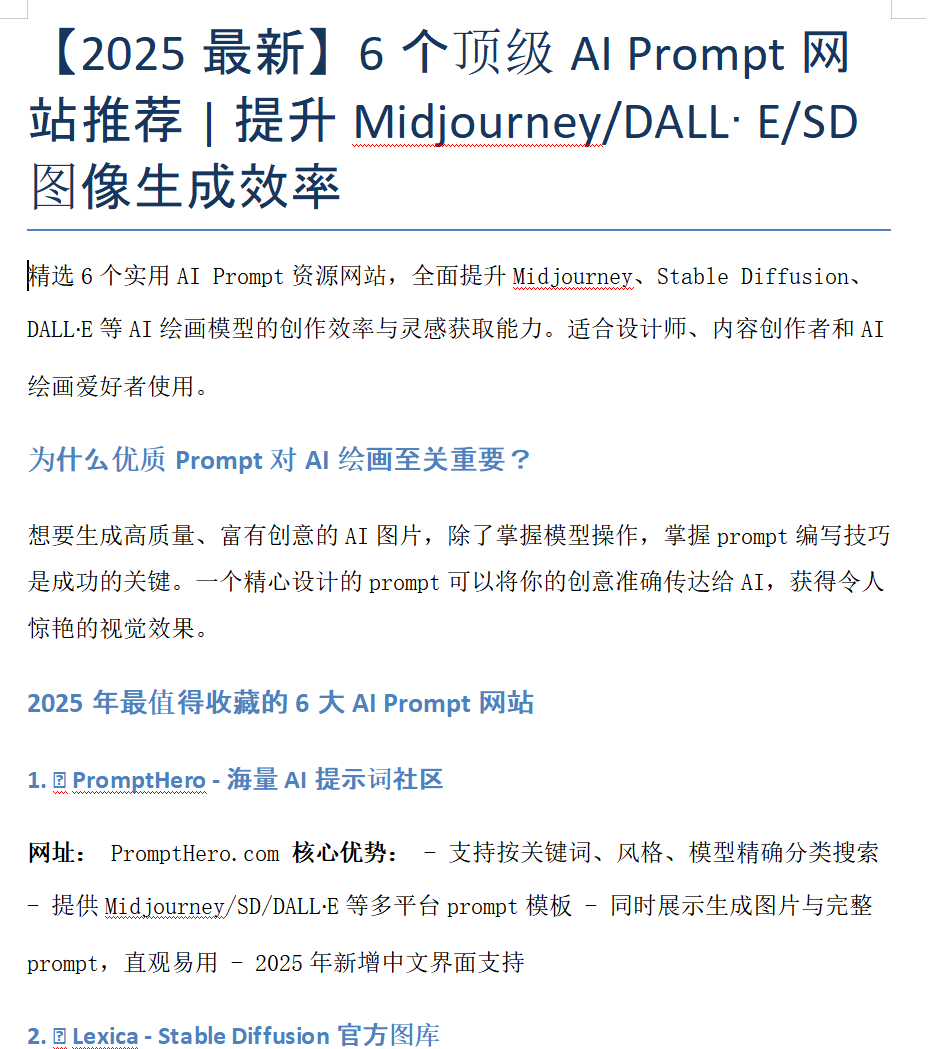 【2025 最新】6 个顶级 AI Prompt 网
站推荐 | 提升 Midjourney/DALL· E/SD
图像生成效率
精选 6 个实用 AI Prompt 资源网站，全面提升 Midjourney、Stable Diffusion、
DALL·E 等 AI 绘画模型的创作效率与灵感获取能力。适合设计师、内容创作者和 AI
绘画爱好者使用。
为什么优质 Prompt 对 AI 绘画至关重要？
想要生成高质量、富有创意的 AI 图片，除了掌握模型操作，掌握 prompt 编写技巧
是成功的关键。一个精心设计的 prompt 可以将你的创意准确传达给 AI，获得令人
惊艳的视觉效果。
2025 年最值得收藏的 6 大 AI Prompt 网站
1. ⍰ PromptHero - 海量 AI 提示词社区
网址： PromptHero.com 核心优势： - 支持按关键词、风格、模型精确分类搜索
- 提供 Midjourney/SD/DALL·E 等多平台 prompt 模板 - 同时展示生成图片与完整
prompt，直观易用 - 2025 年新增中文界面支持
2. ⍰ Lexica - Stable Diffusion 官方图库